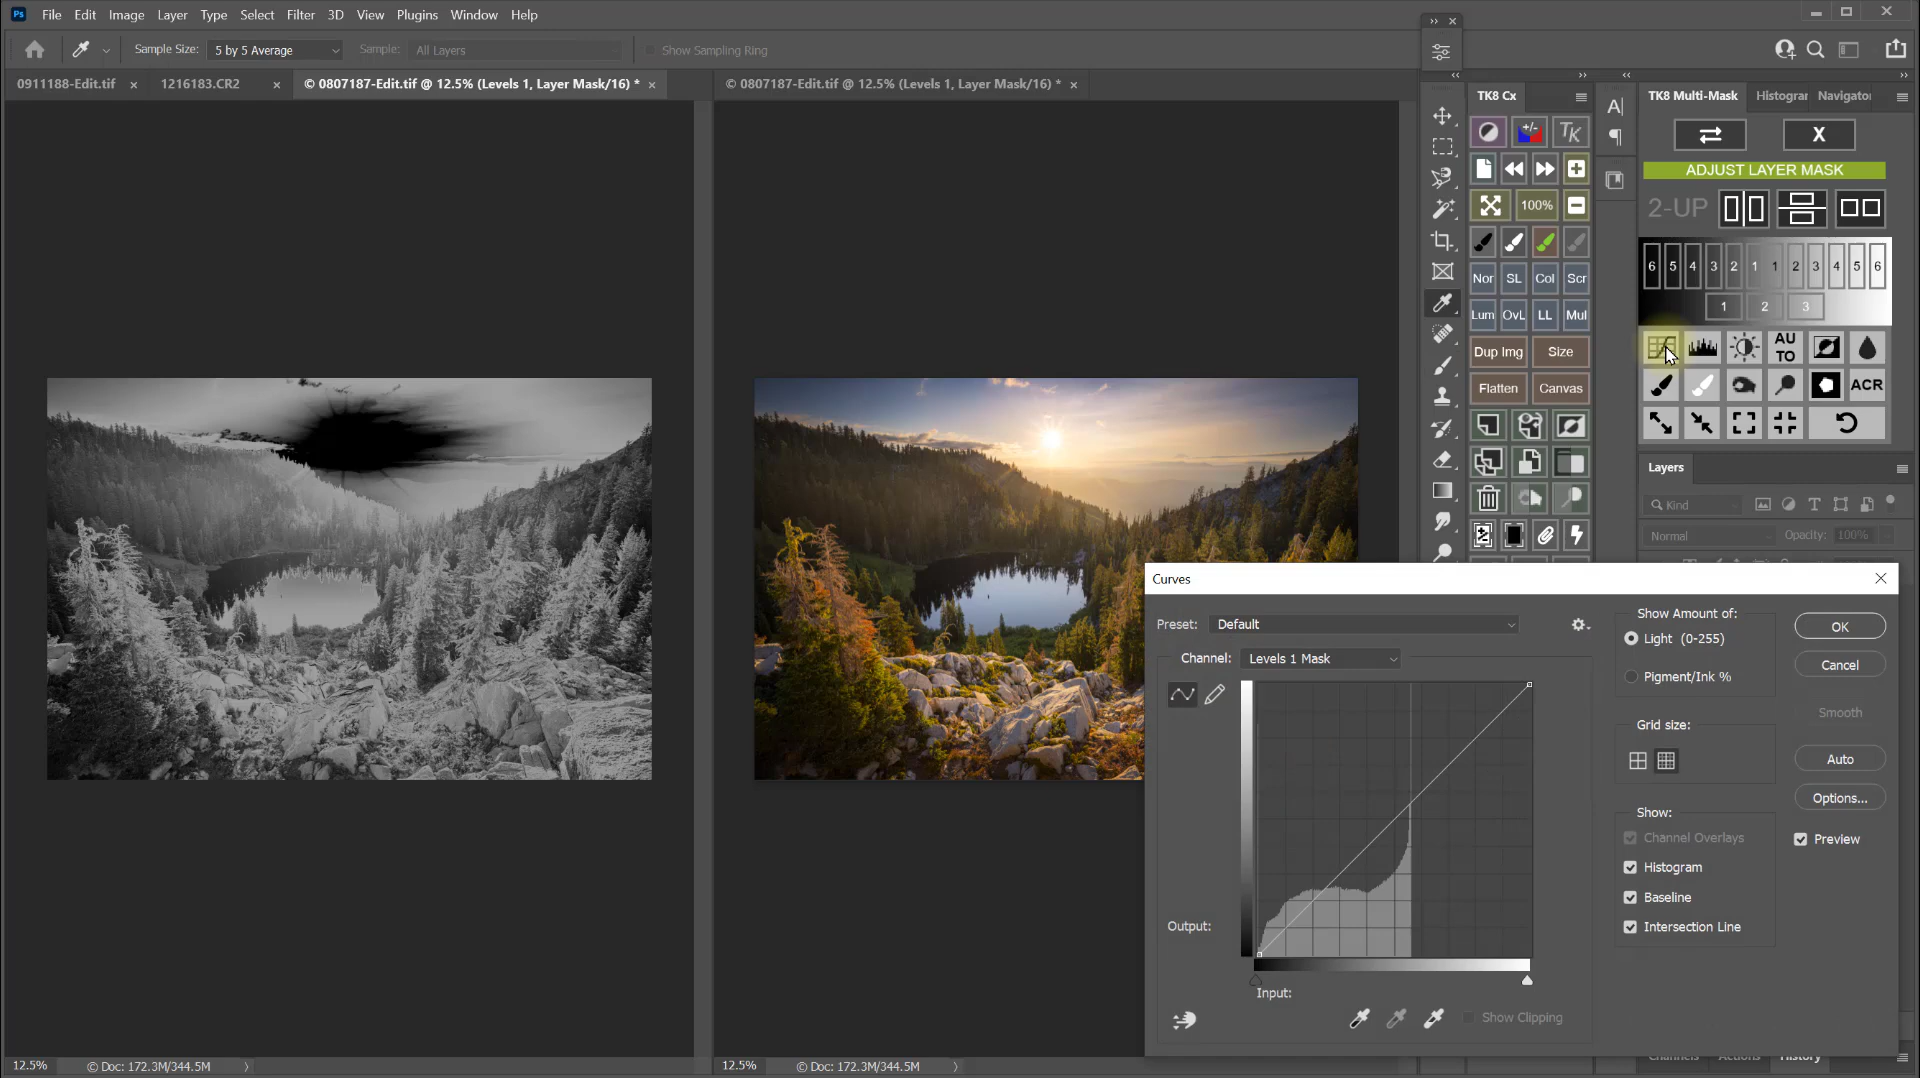 Ps File Edit Image Layer Type Select Filter 3D View Plugins Window Help
Sample Size: 5 by 5 Average Sample: All Layers Show Sampling Ring
0911188-Edit.tif × 1216183.CR2 × © 0807187-Edit.tif @ 12.5% (Levels 1, Layer Mask/16) * × © 0807187-Edit.tif @ 12.5% (Levels 1, Layer Mask/16) * ×
TK8 Cx
TK
100%
Nor SL Col Scr
Lum OvL LL Mul
Dup Img Size
Flatten Canvas
A
¶
TK8 Multi-Mask Histogra Navigato
X
ADJUST LAYER MASK
2-UP
6 5 4 3 2 1 1 2 3 4 5 6
1 2 3
AU
TO
ACR
Layers
Kind
Normal Opacity: 100%
Curves
Preset: Default
Channel: Levels 1 Mask
Output:
Input:
Show Clipping
Show Amount of:
Light (0-255)
Pigment/Ink %
Grid size:
Show:
Channel Overlays
Histogram
Baseline
Intersection Line
OK
Cancel
Smooth
Auto
Options...
Preview
Channels Actions History
12.5% © Doc: 172.3M/344.5M 12.5% © Doc: 172.3M/344.5M